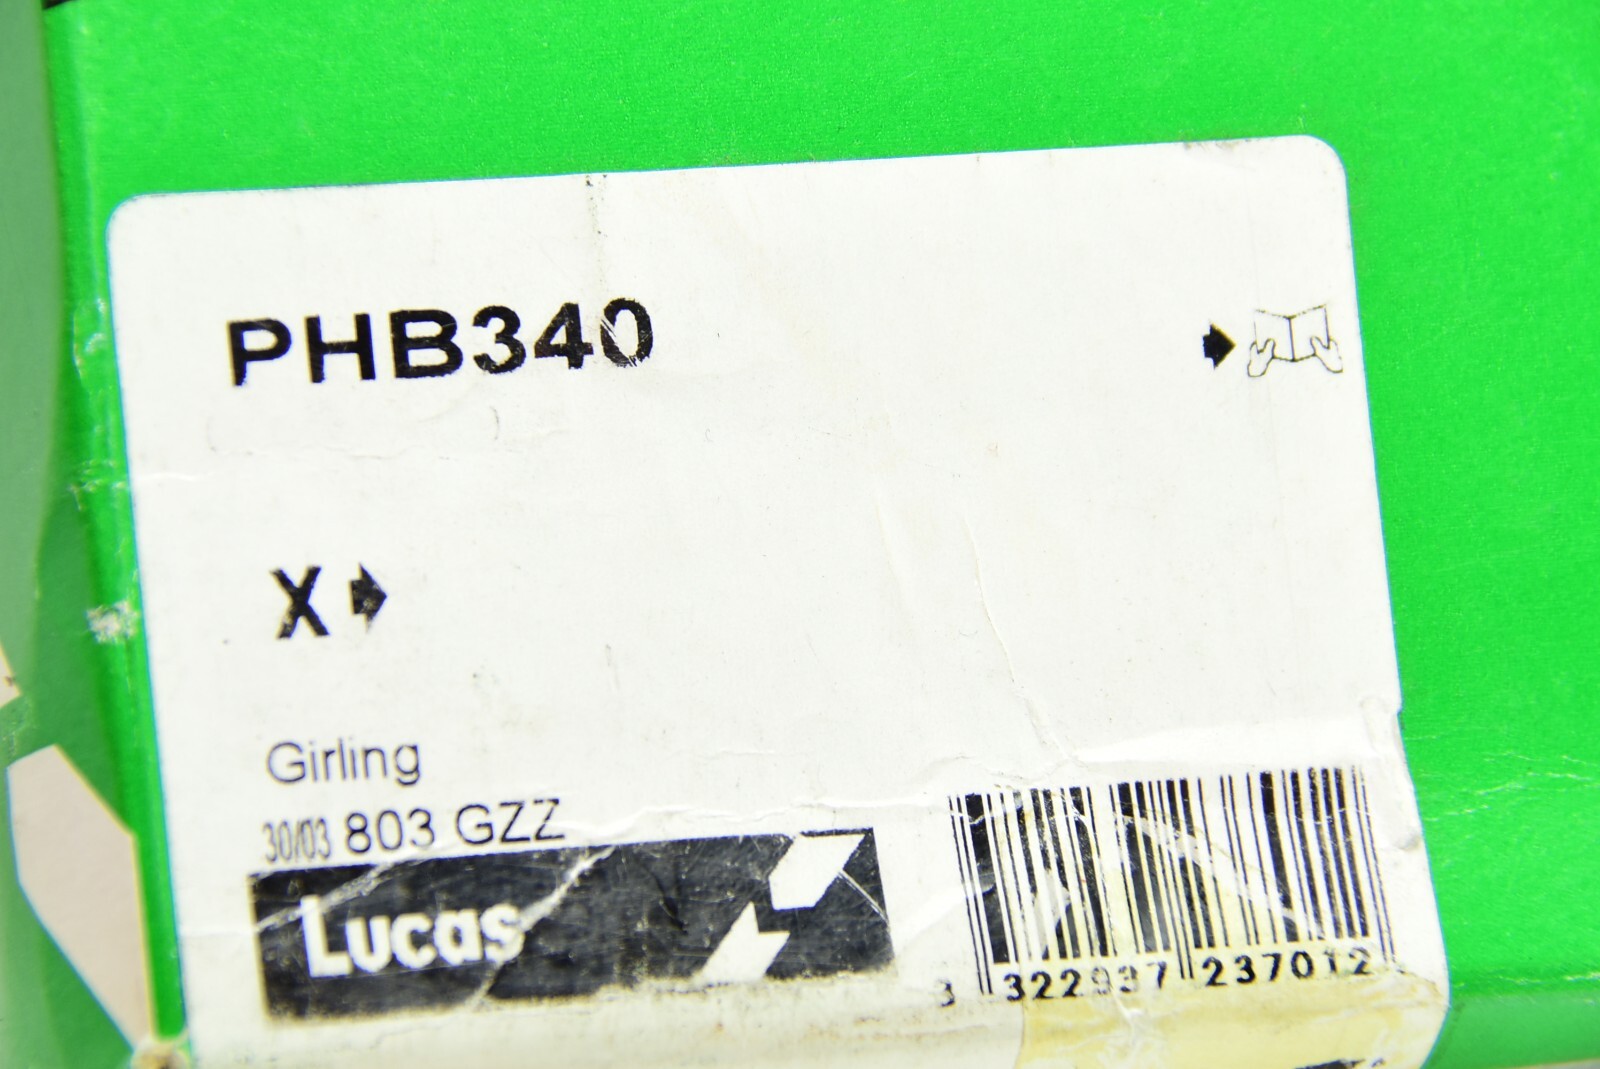 PHB340
X
Girling
30/03 803 GZZ
Lucas
3 322937 237012